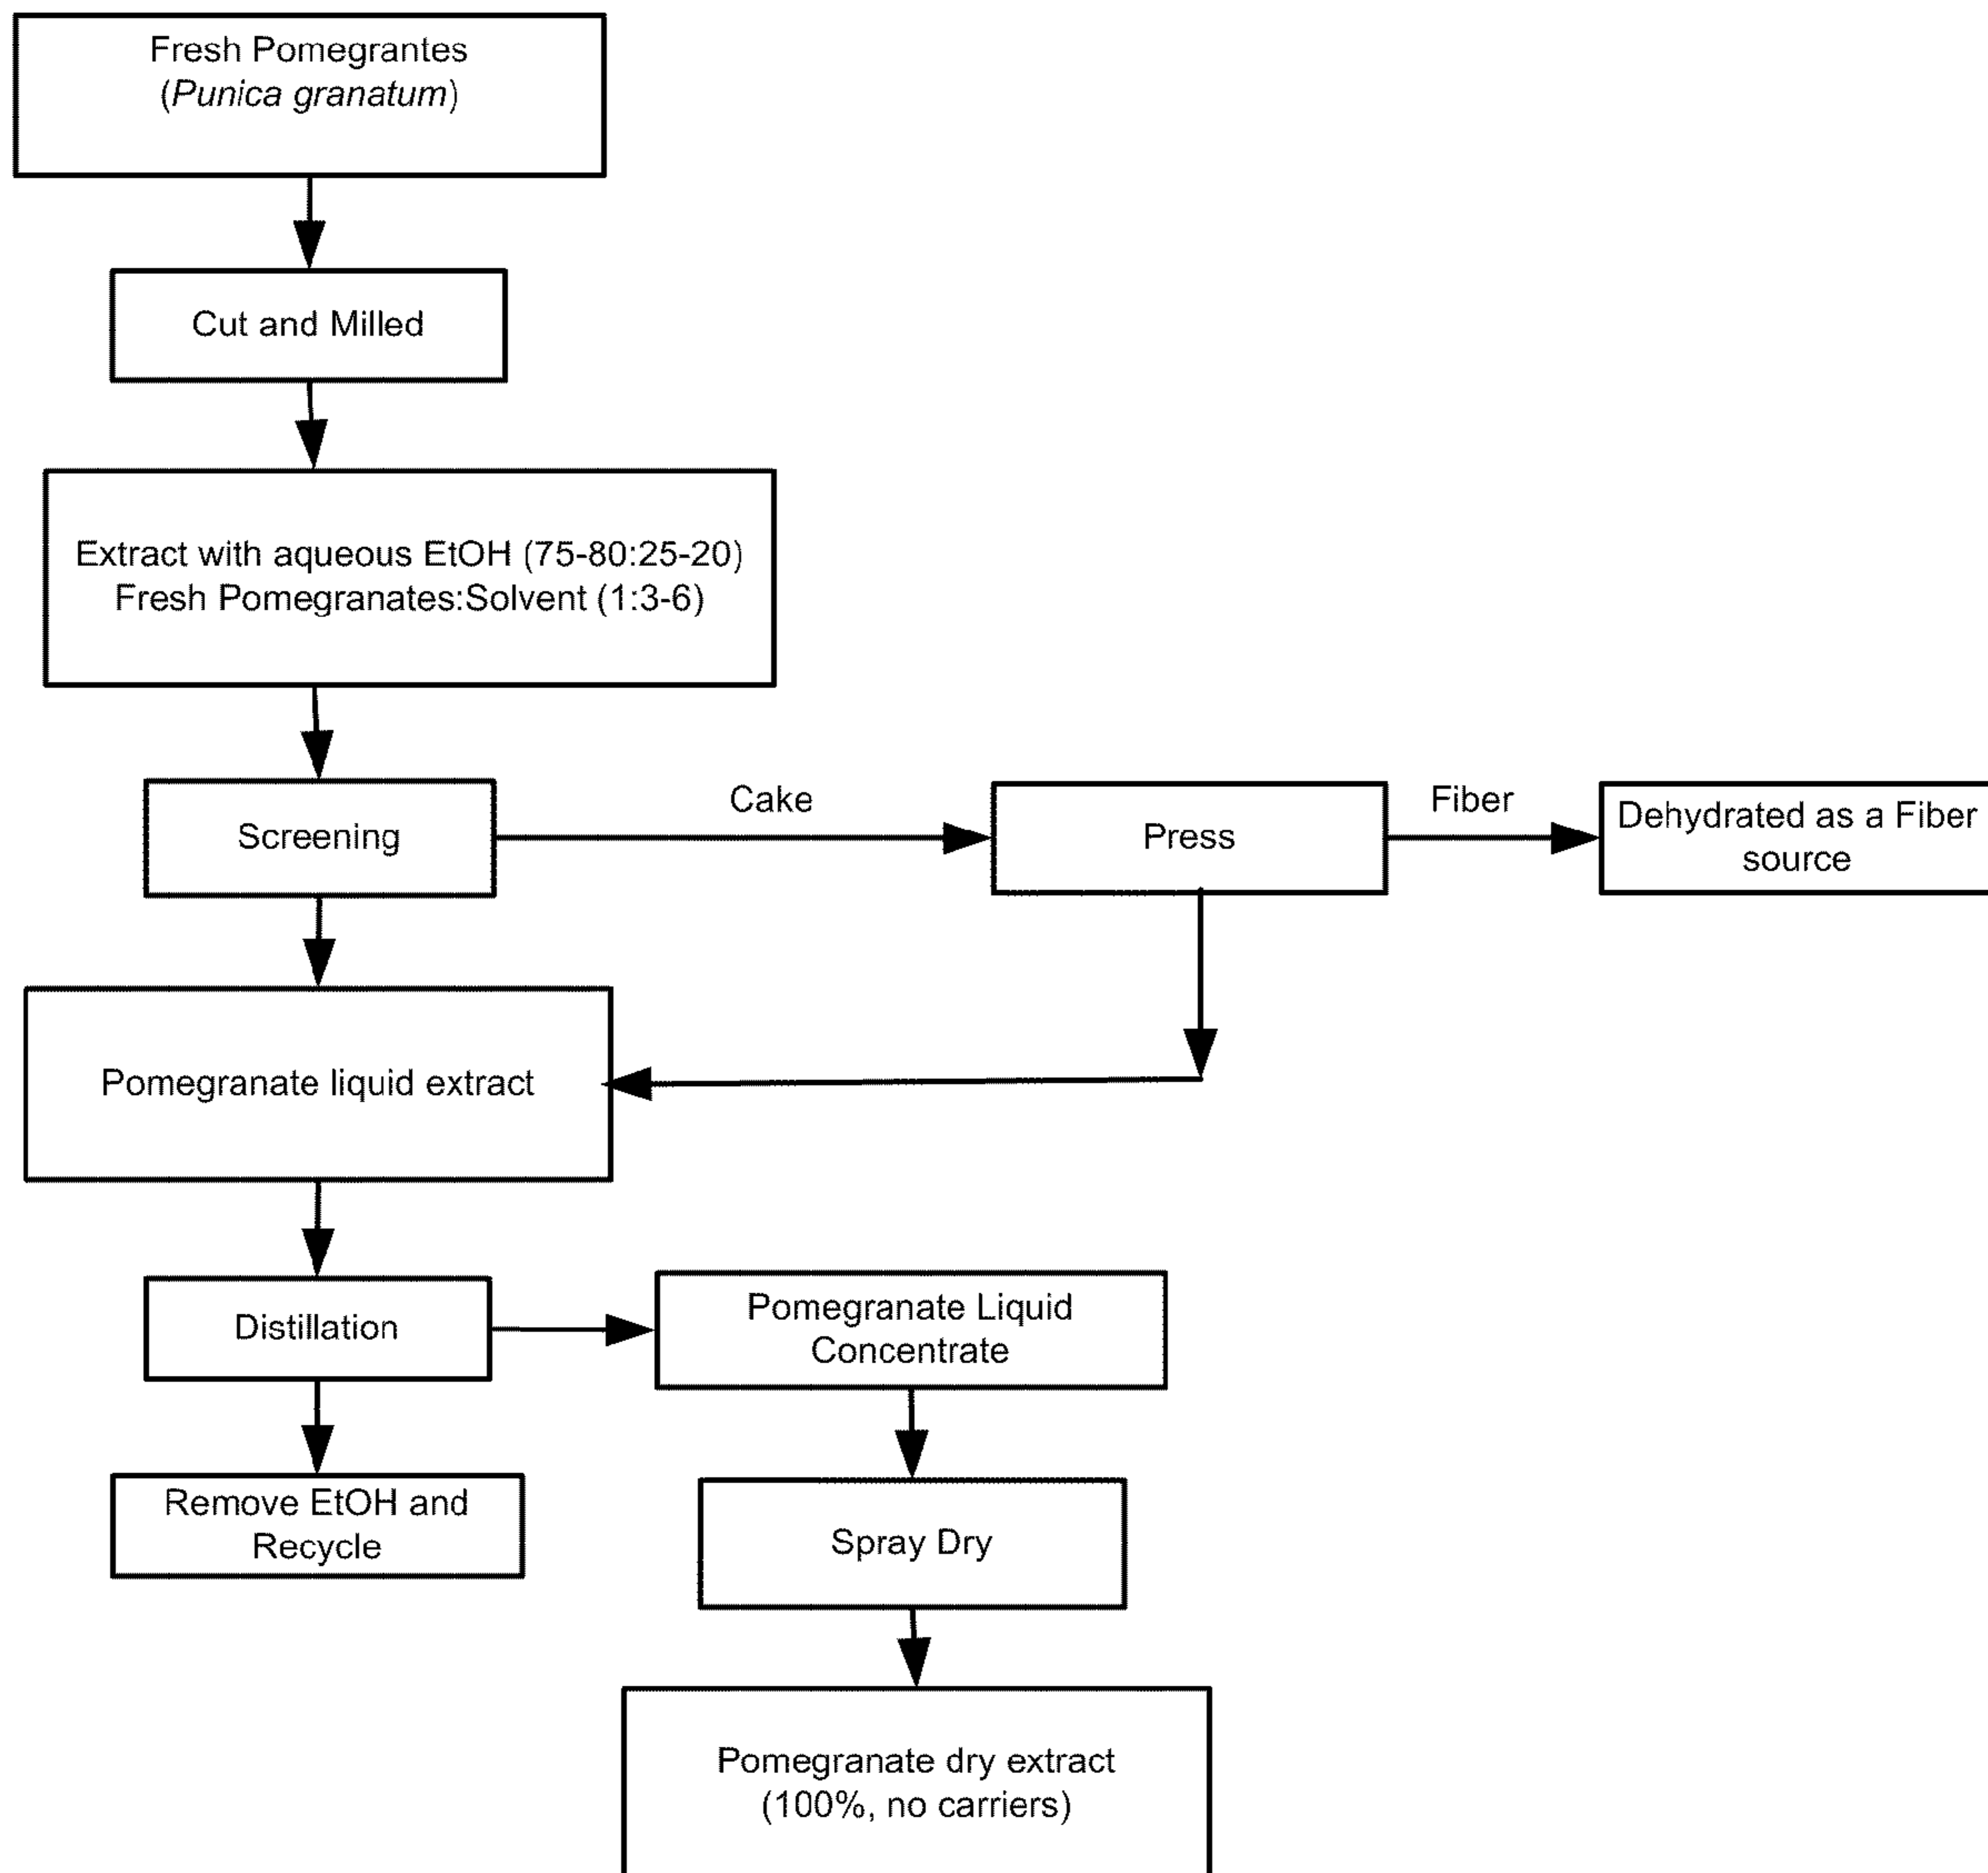 Fresh Pomegrantes
(Punica granatum)
Cut and Milled
Extract with aqueous EtOH (75-80:25-20)
Fresh Pomegranates:Solvent (1:3-6)
Screening
Cake
Press
Fiber
Dehydrated as a Fiber
source
Pomegranate liquid extract
Distillation
Pomegranate Liquid
Concentrate
Remove EtOH and
Recycle
Spray Dry
Pomegranate dry extract
(100%, no carriers)